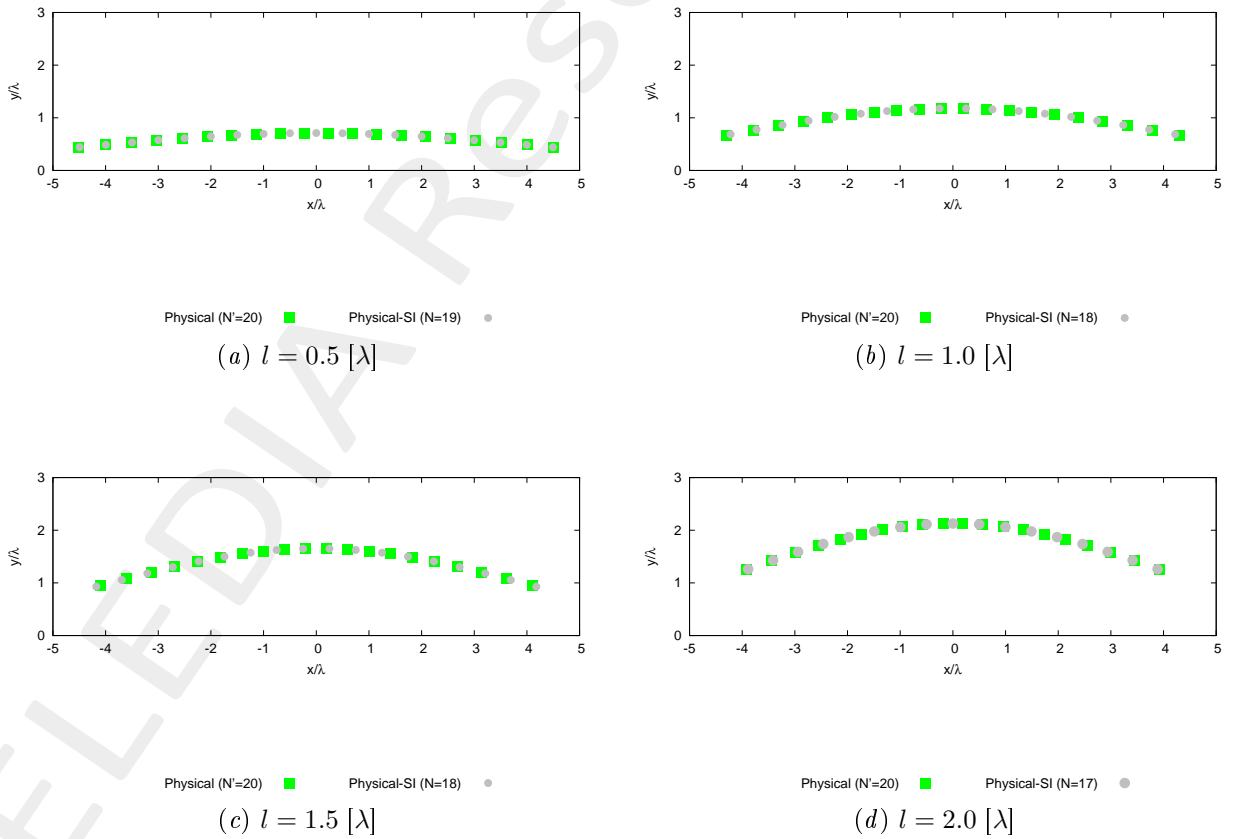 3
2
1
0
y/λ
-5 -4 -3 -2 -1 0 1 2 3 4 5
x/λ
Physical (N'=20) Physical-SI (N=19)
(a) l = 0.5 [λ]
3
2
1
0
y/λ
-5 -4 -3 -2 -1 0 1 2 3 4 5
x/λ
Physical (N'=20) Physical-SI (N=18)
(b) l = 1.0 [λ]
3
2
1
0
y/λ
-5 -4 -3 -2 -1 0 1 2 3 4 5
x/λ
Physical (N'=20) Physical-SI (N=18)
(c) l = 1.5 [λ]
3
2
1
0
y/λ
-5 -4 -3 -2 -1 0 1 2 3 4 5
x/λ
Physical (N'=20) Physical-SI (N=17)
(d) l = 2.0 [λ]
ELEDIA Res